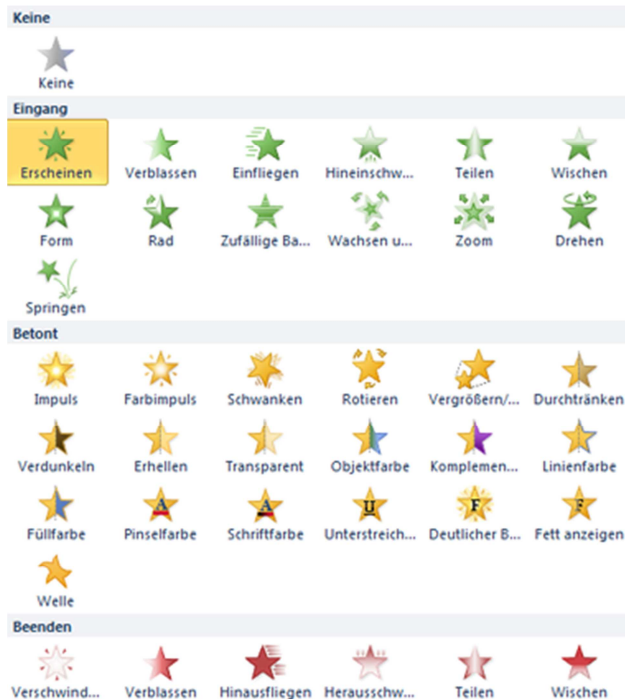 Keine
Keine
Eingang
Erscheinen Verblassen Einfliegen Hineinschw... Teilen Wischen
Form Rad Zufällige Ba... Wachsen u... Zoom Drehen
Springen
Betont
Impuls Farbimpuls Schwanken Rotieren Vergrößern/... Durchtränken
Verdunkeln Erhellen Transparent Objektfarbe Komplemen... Linienfarbe
A A U F F
Füllfarbe Pinselfarbe Schriftfarbe Unterstreich... Deutlicher B... Fett anzeigen
Welle
Beenden
Verschwind... Verblassen Hinausfliegen Herausschw... Teilen Wischen